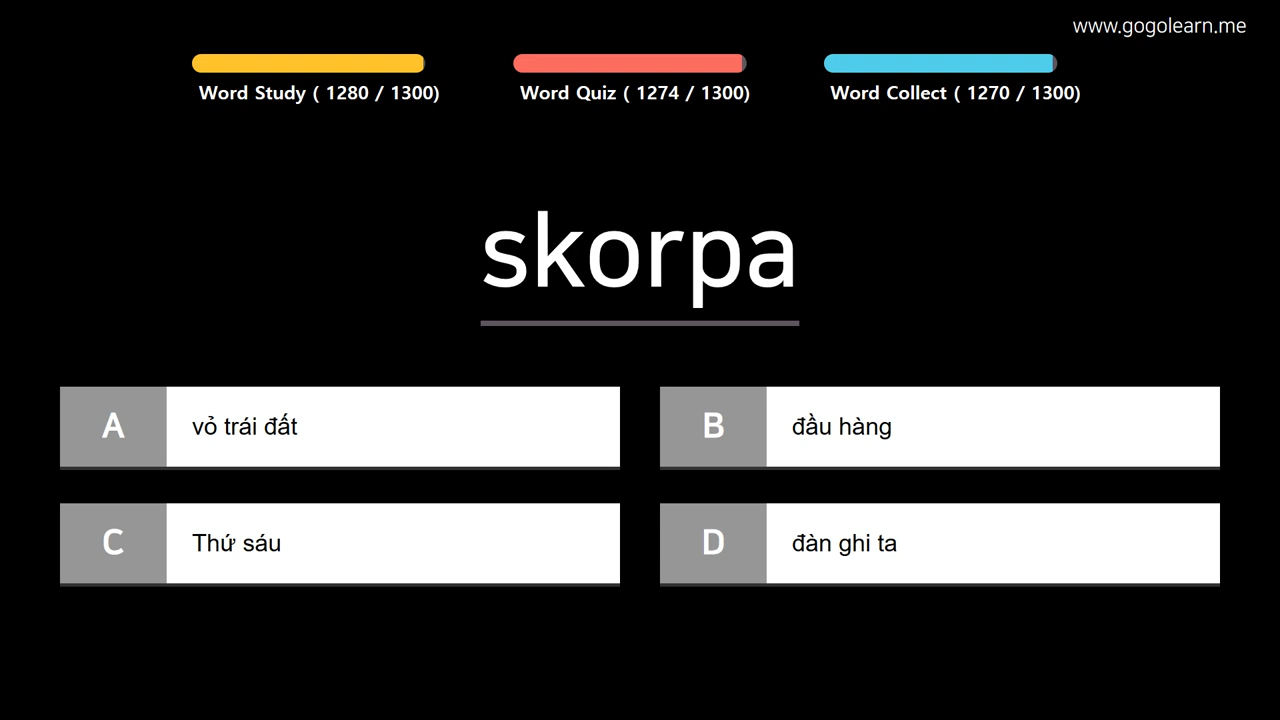 www.gogolearn.me
Word Study ( 1280 / 1300)
Word Quiz ( 1274 / 1300)
Word Collect ( 1270 / 1300)
skorpa
A vỏ trái đất
B đầu hàng
C Thứ sáu
D đàn ghi ta